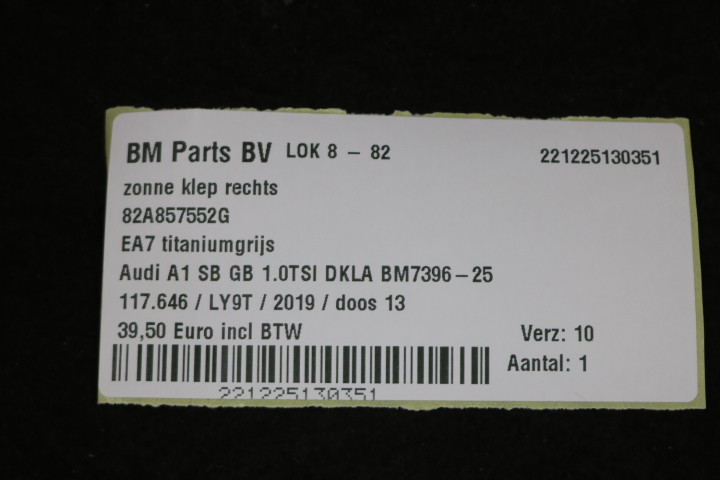 BM Parts BV LOK 8 - 82 221225130351
zonne klep rechts
82A857552G
EA7 titaniumgrijs
Audi A1 SB GB 1.0TSI DKLA BM7396-25
117.646 / LY9T / 2019 / doos 13
39,50 Euro incl BTW Verz: 10
Aantal: 1
221225130351